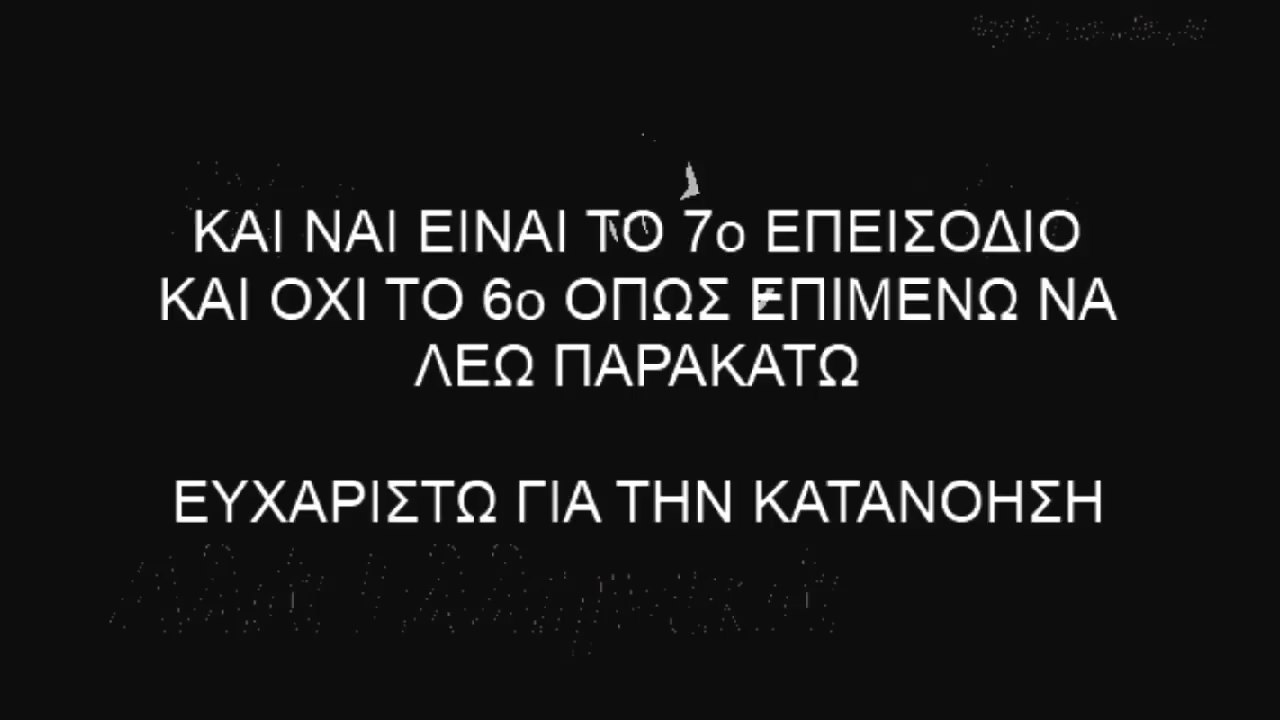 ΚΑΙ ΝΑΙ ΕΙΝΑΙ ΤΟ 7ο ΕΠΕΙΣΟΔΙΟ
ΚΑΙ ΟΧΙ ΤΟ 6ο ΟΠΩΣ ΕΠΙΜΕΝΩ ΝΑ
ΛΕΩ ΠΑΡΑΚΑΤΩ
ΕΥΧΑΡΙΣΤΩ ΓΙΑ ΤΗΝ ΚΑΤΑΝΟΗΣΗ